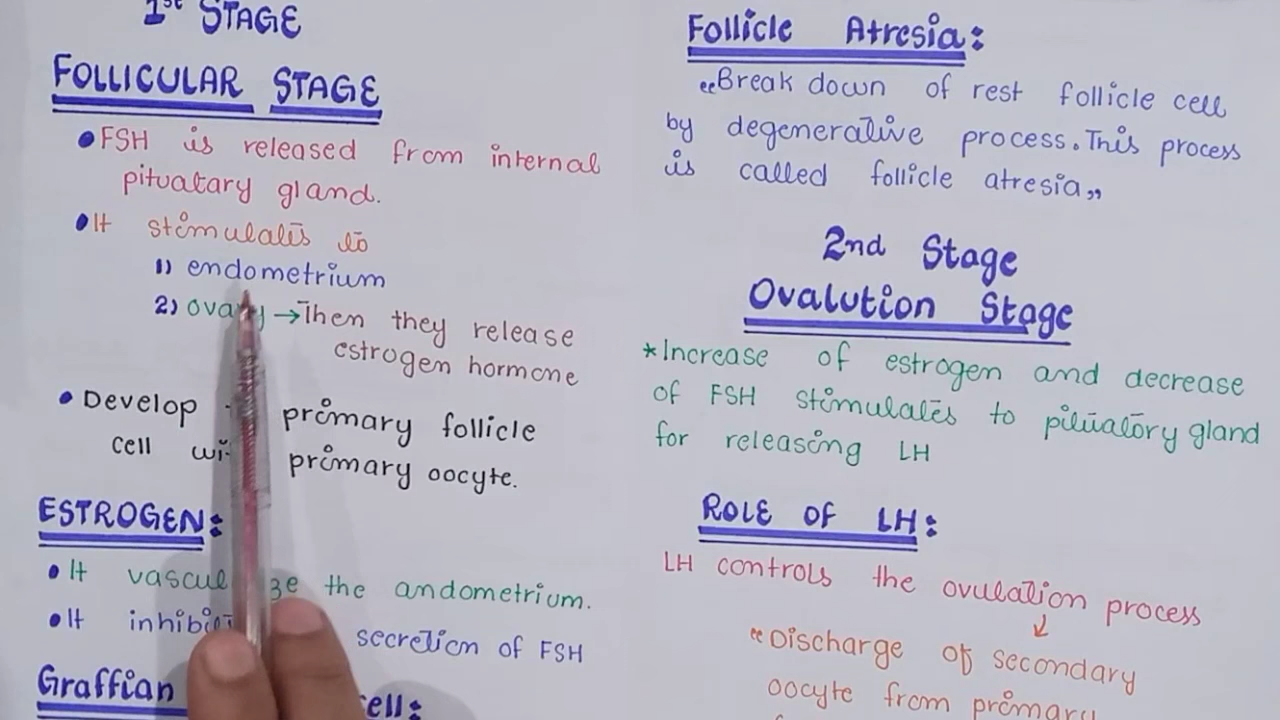 1st STAGE
FOLLICULAR STAGE
•FSH is released from internal
pituatary gland.
•It stimulates to
1) endometrium
2) ovary →Then they release
estrogen hormone
• Develop primary follicle
cell primary oocyte.
ESTROGEN:
•It the andometrium.
•It secretion of FSH
Graffian cell:
Follicle Atresia:
"Break down of rest follicle cell
by degenerative process. This process
is called follicle atresia"
2nd Stage
Ovalution Stage
*Increase of estrogen and decrease
of FSH stimulates to pituatory gland
for releasing LH
ROLE OF LH:
LH controls the ovulation process
↓
"Discharge of secondary
oocyte from primary